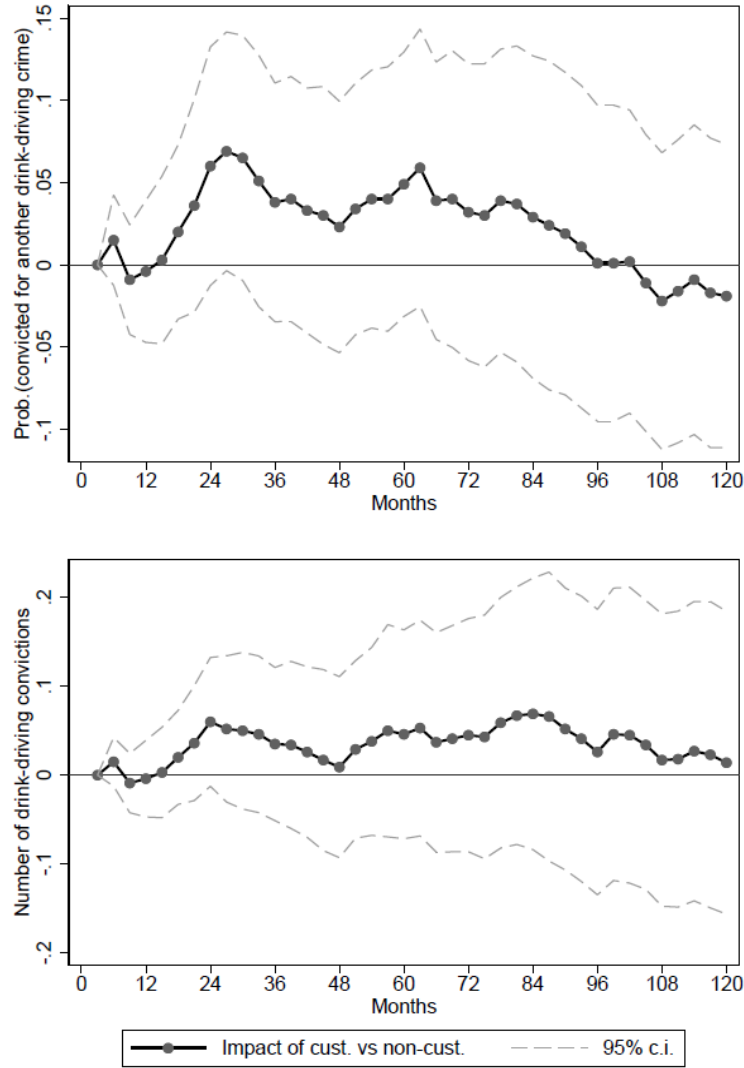 Prob.(convicted for another drink-driving crime)
.15
.1
.05
0
-.05
-.1
0 12 24 36 48 60 72 84 96 108 120
Months
Number of drink-driving convictions
.2
.1
0
-.1
-.2
0 12 24 36 48 60 72 84 96 108 120
Months
Impact of cust. vs non-cust. 95% c.i.